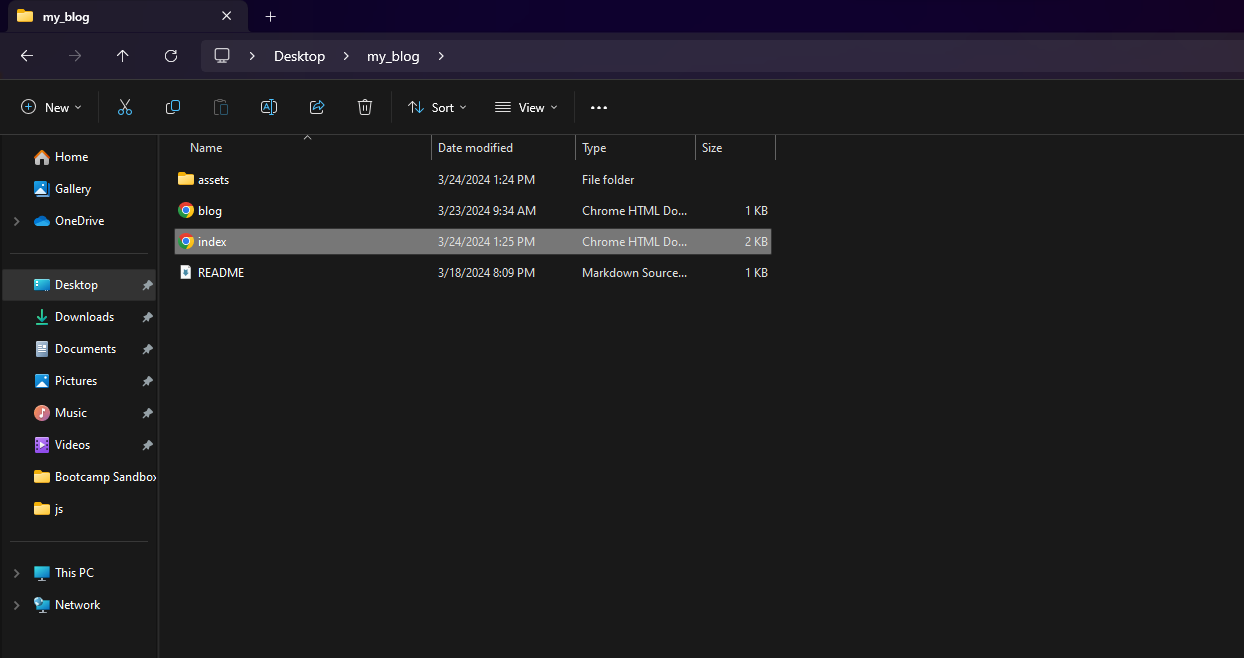 my_blog
Desktop my_blog
New Sort View
Name Date modified Type Size
assets 3/24/2024 1:24 PM File folder
blog 3/23/2024 9:34 AM Chrome HTML Do... 1 KB
index 3/24/2024 1:25 PM Chrome HTML Do... 2 KB
README 3/18/2024 8:09 PM Markdown Source... 1 KB
Home
Gallery
OneDrive
Desktop
Downloads
Documents
Pictures
Music
Videos
Bootcamp Sandbox
js
This PC
Network